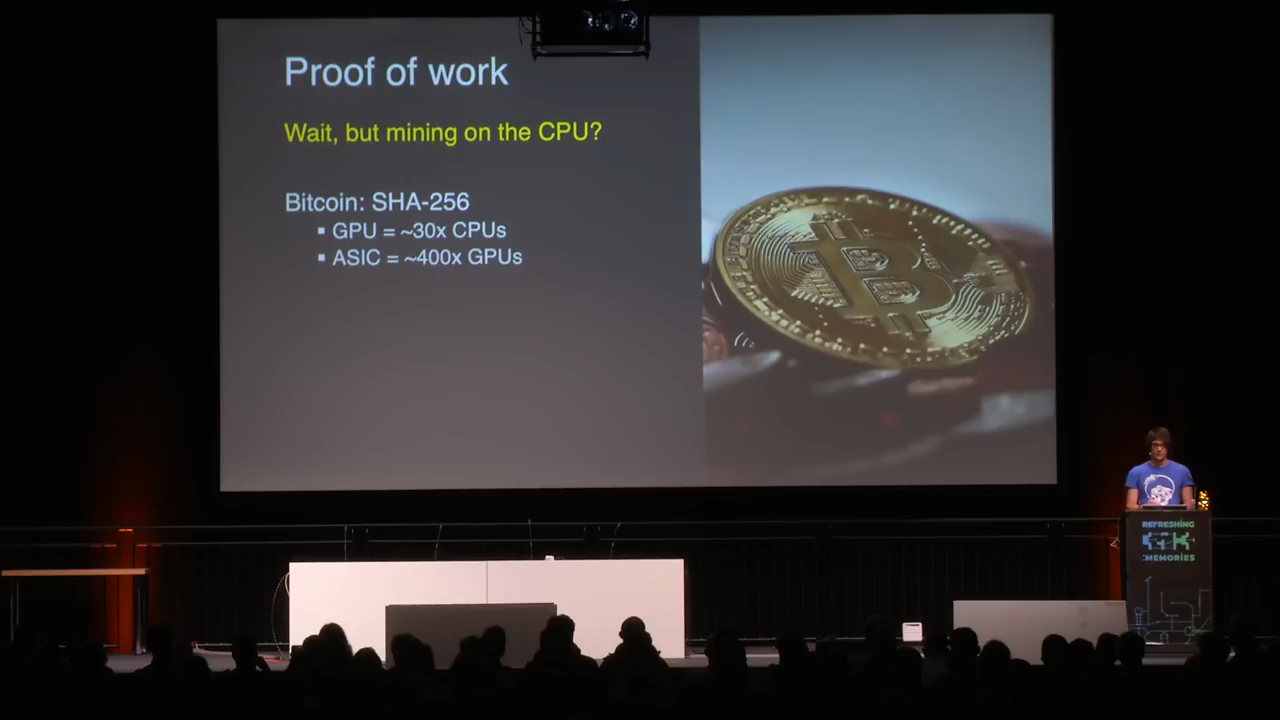 Proof of work
Wait, but mining on the CPU?
Bitcoin: SHA-256
▪ GPU = ~30x CPUs
▪ ASIC = ~400x GPUs
REFRESHING
MEMORIES